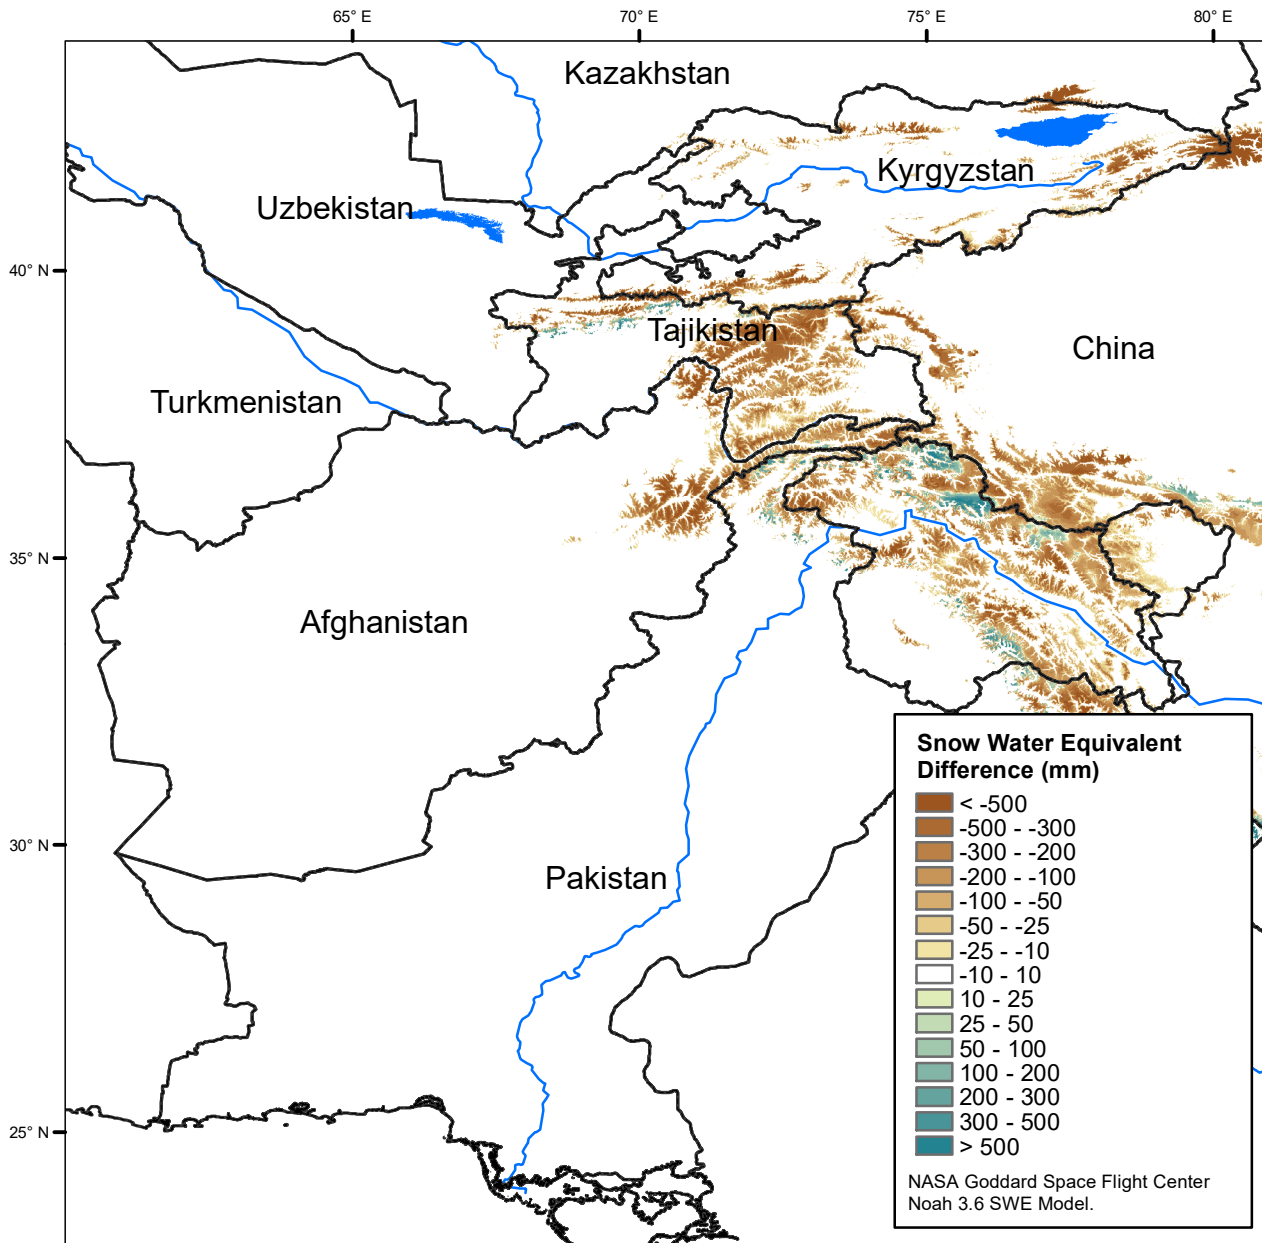 65° E
70° E
75° E
80° E
Kazakhstan
Kyrgyzstan
Uzbekistan
40° N
Tajikistan
China
Turkmenistan
35° N
Afghanistan
30° N
Pakistan
25° N
Snow Water Equivalent
Difference (mm)
< -500
-500 - -300
-300 - -200
-200 - -100
-100 - -50
-50 - -25
-25 - -10
-10 - 10
10 - 25
25 - 50
50 - 100
100 - 200
200 - 300
300 - 500
> 500
NASA Goddard Space Flight Center
Noah 3.6 SWE Model.